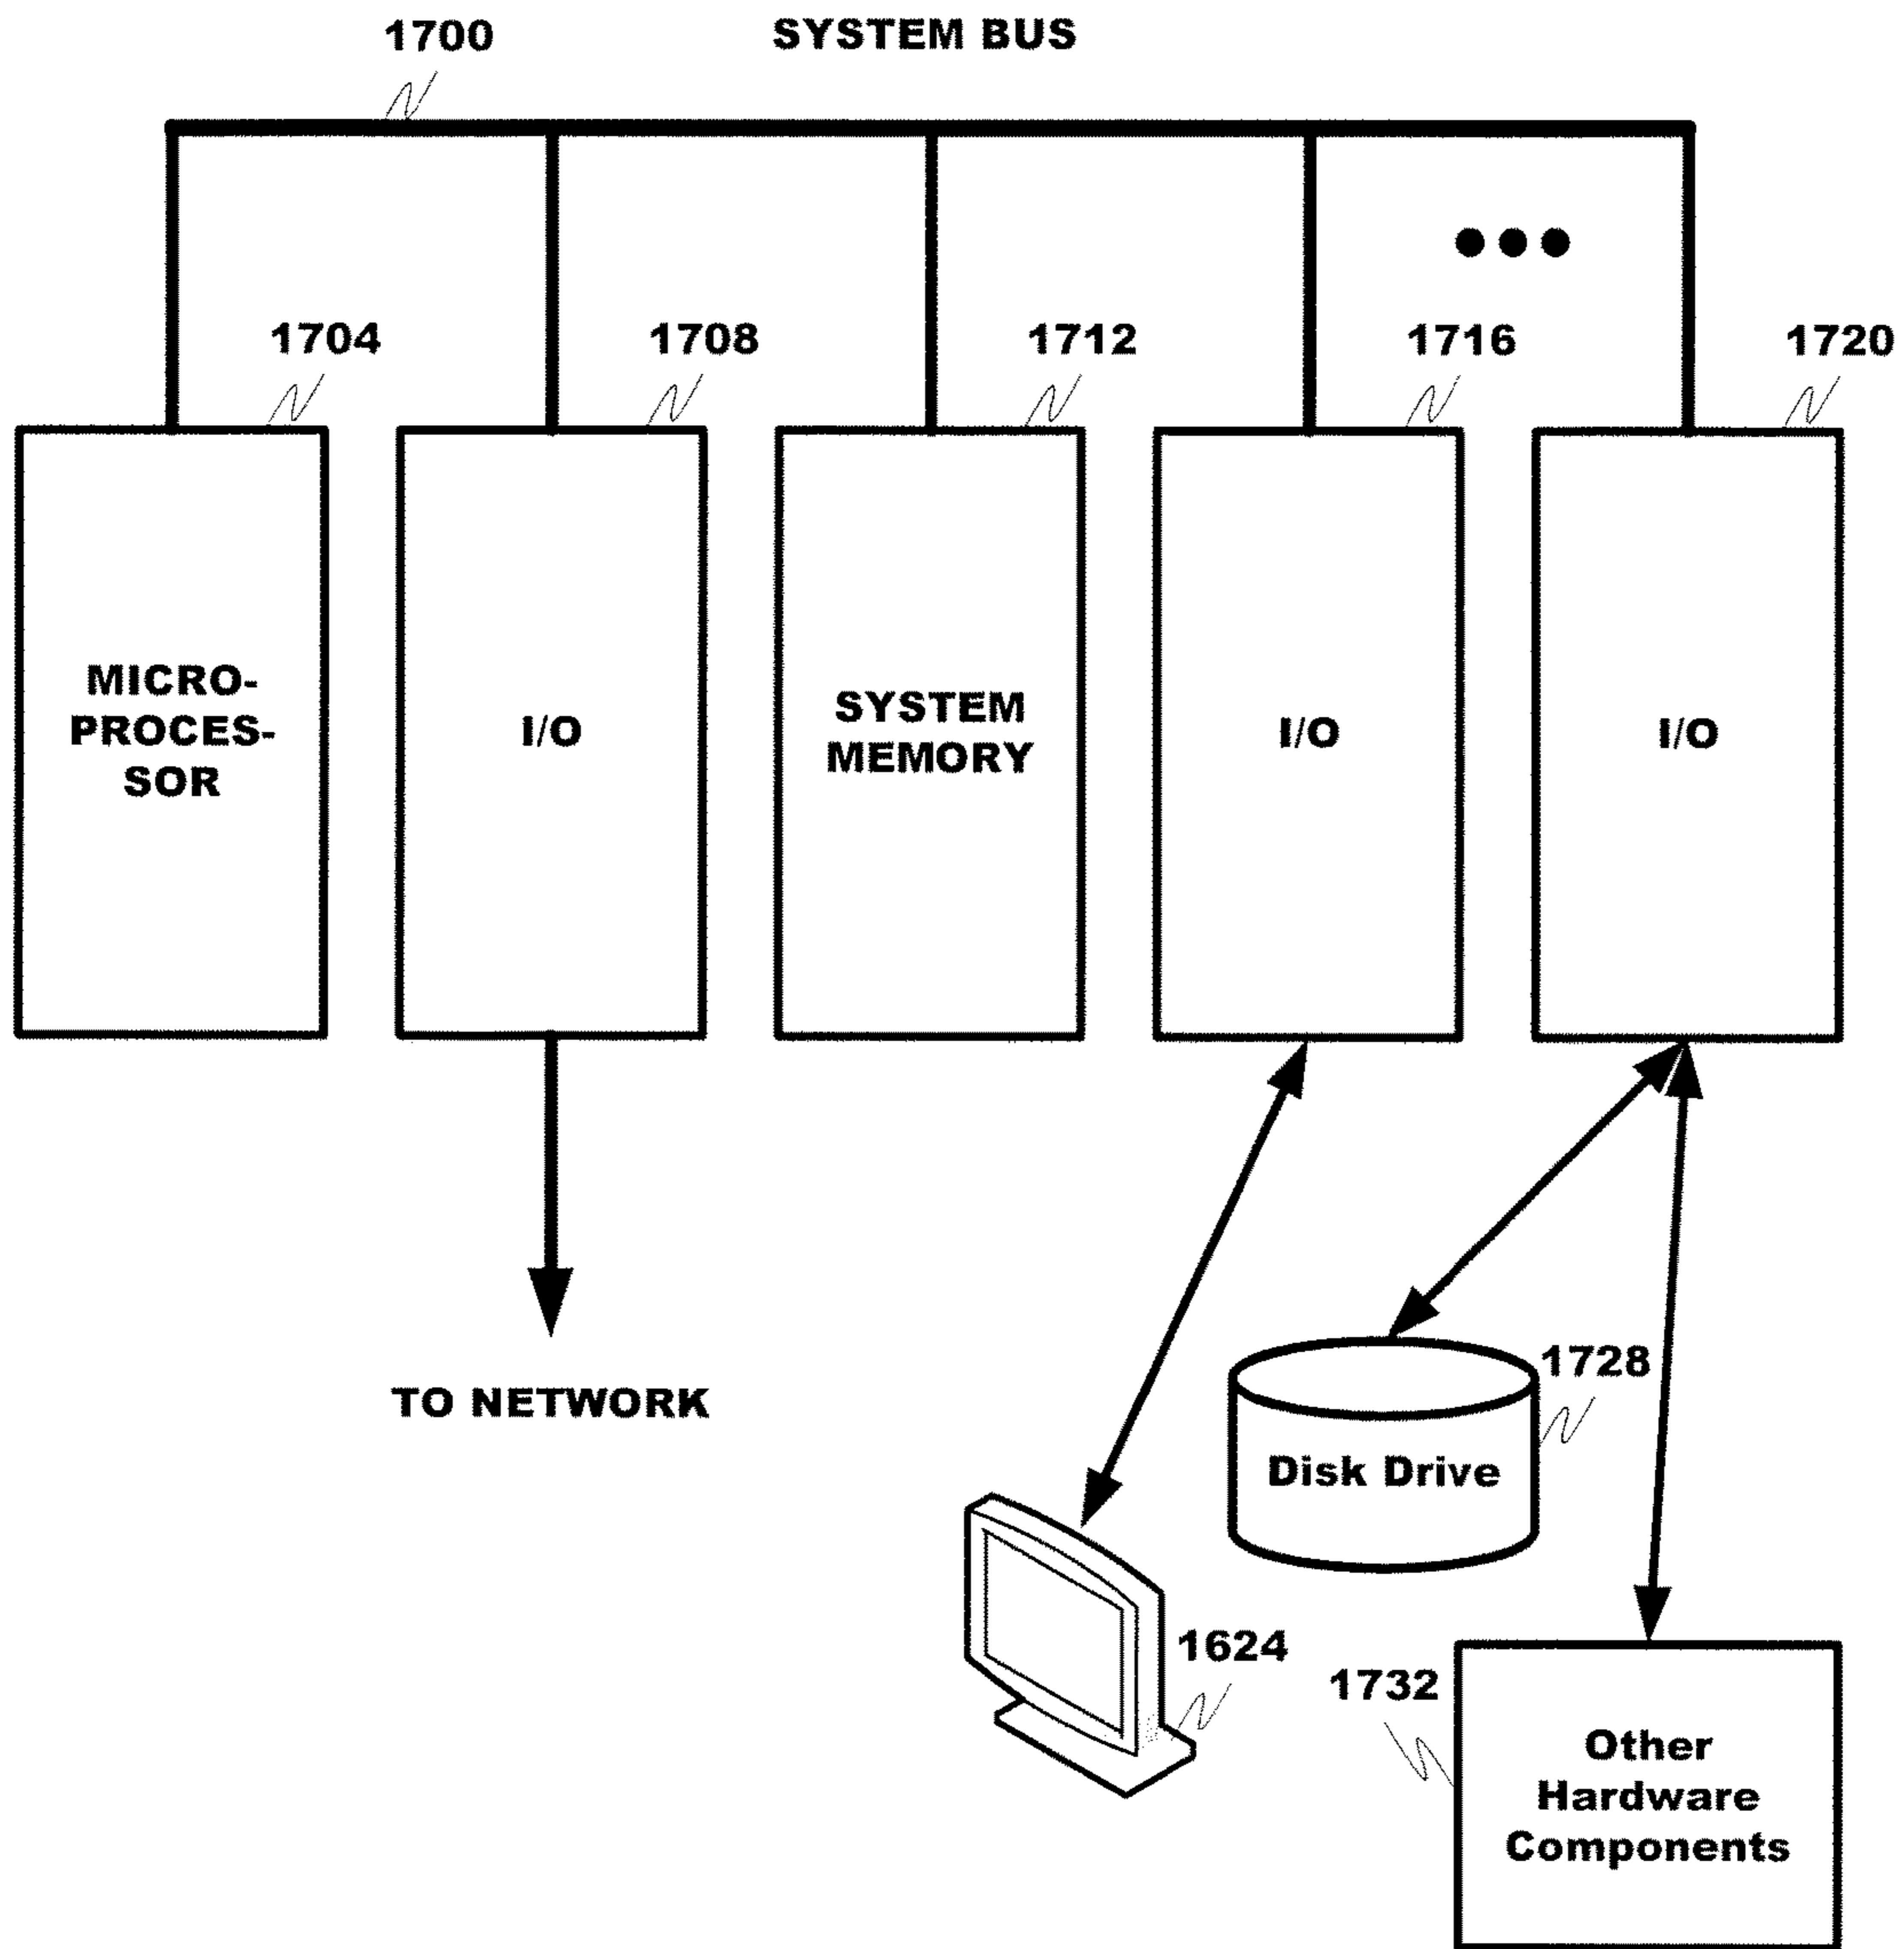 1700
SYSTEM BUS
1704
1708
1712
1716
1720
MICRO-
PROCES-
SOR
I/O
SYSTEM
MEMORY
I/O
I/O
TO NETWORK
1728
Disk Drive
1624
1732
Other
Hardware
Components